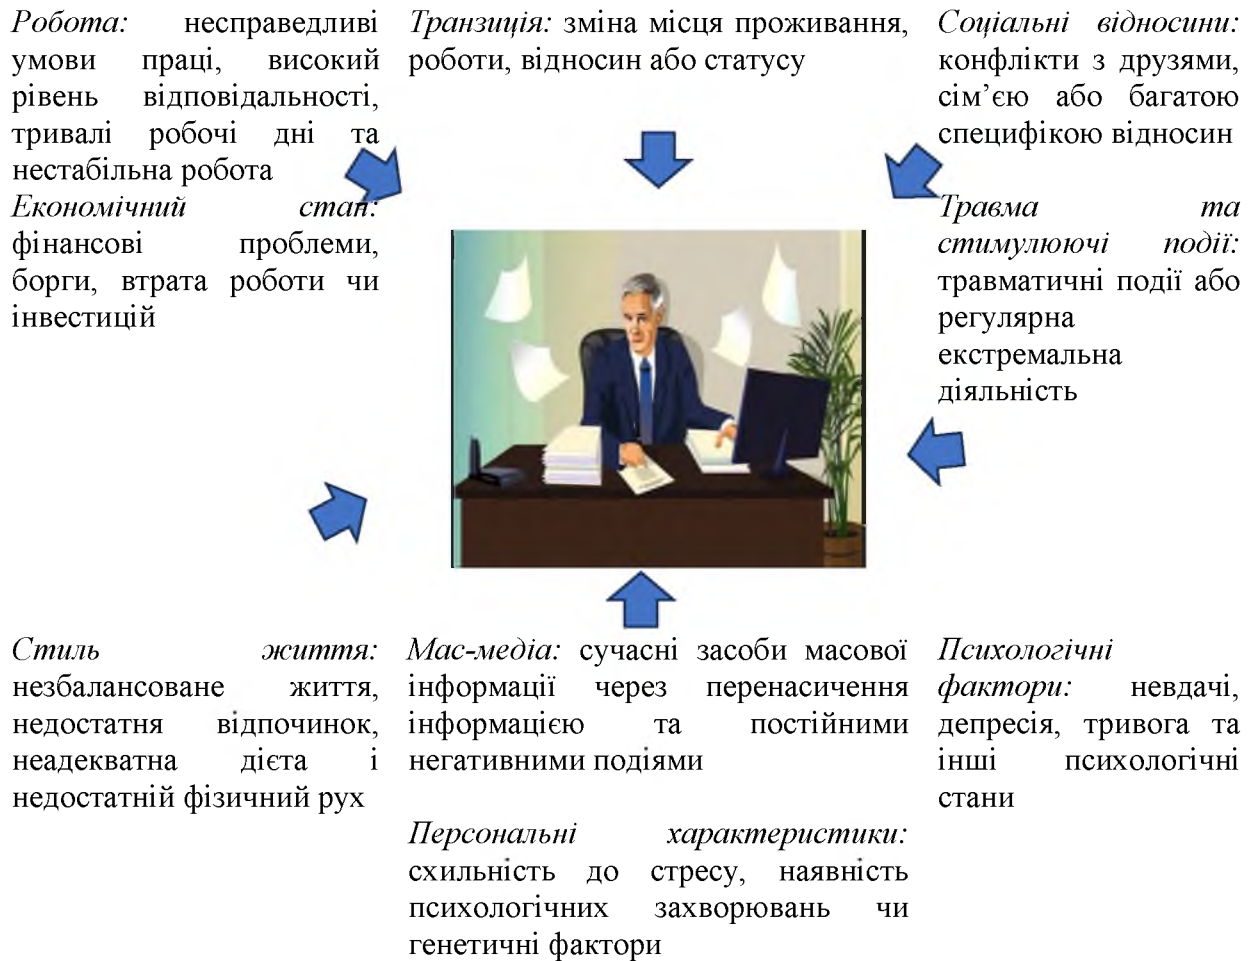 Робота: несправедливі
умови праці, високий
рівень відповідальності,
тривалі робочі дні та
нестабільна робота
Економічний стан:
фінансові проблеми,
борги, втрата роботи чи
інвестицій
Транзиція: зміна місця проживання,
роботи, відносин або статусу
Соціальні відносини:
конфлікти з друзями,
сім’єю або багатою
специфікою відносин
Травма та
стимулюючі події:
травматичні події або
регулярна
екстремальна
діяльність
Стиль життя:
незбалансоване життя,
недостатня відпочинок,
неадекватна дієта і
недостатній фізичний рух
Мас-медіа: сучасні засоби масової
інформації через перенасичення
інформацією та постійними
негативними подіями
Персональні характеристики:
схильність до стресу, наявність
психологічних захворювань чи
генетичні фактори
Психологічні
фактори: невдачі,
депресія, тривога та
інші психологічні
стани